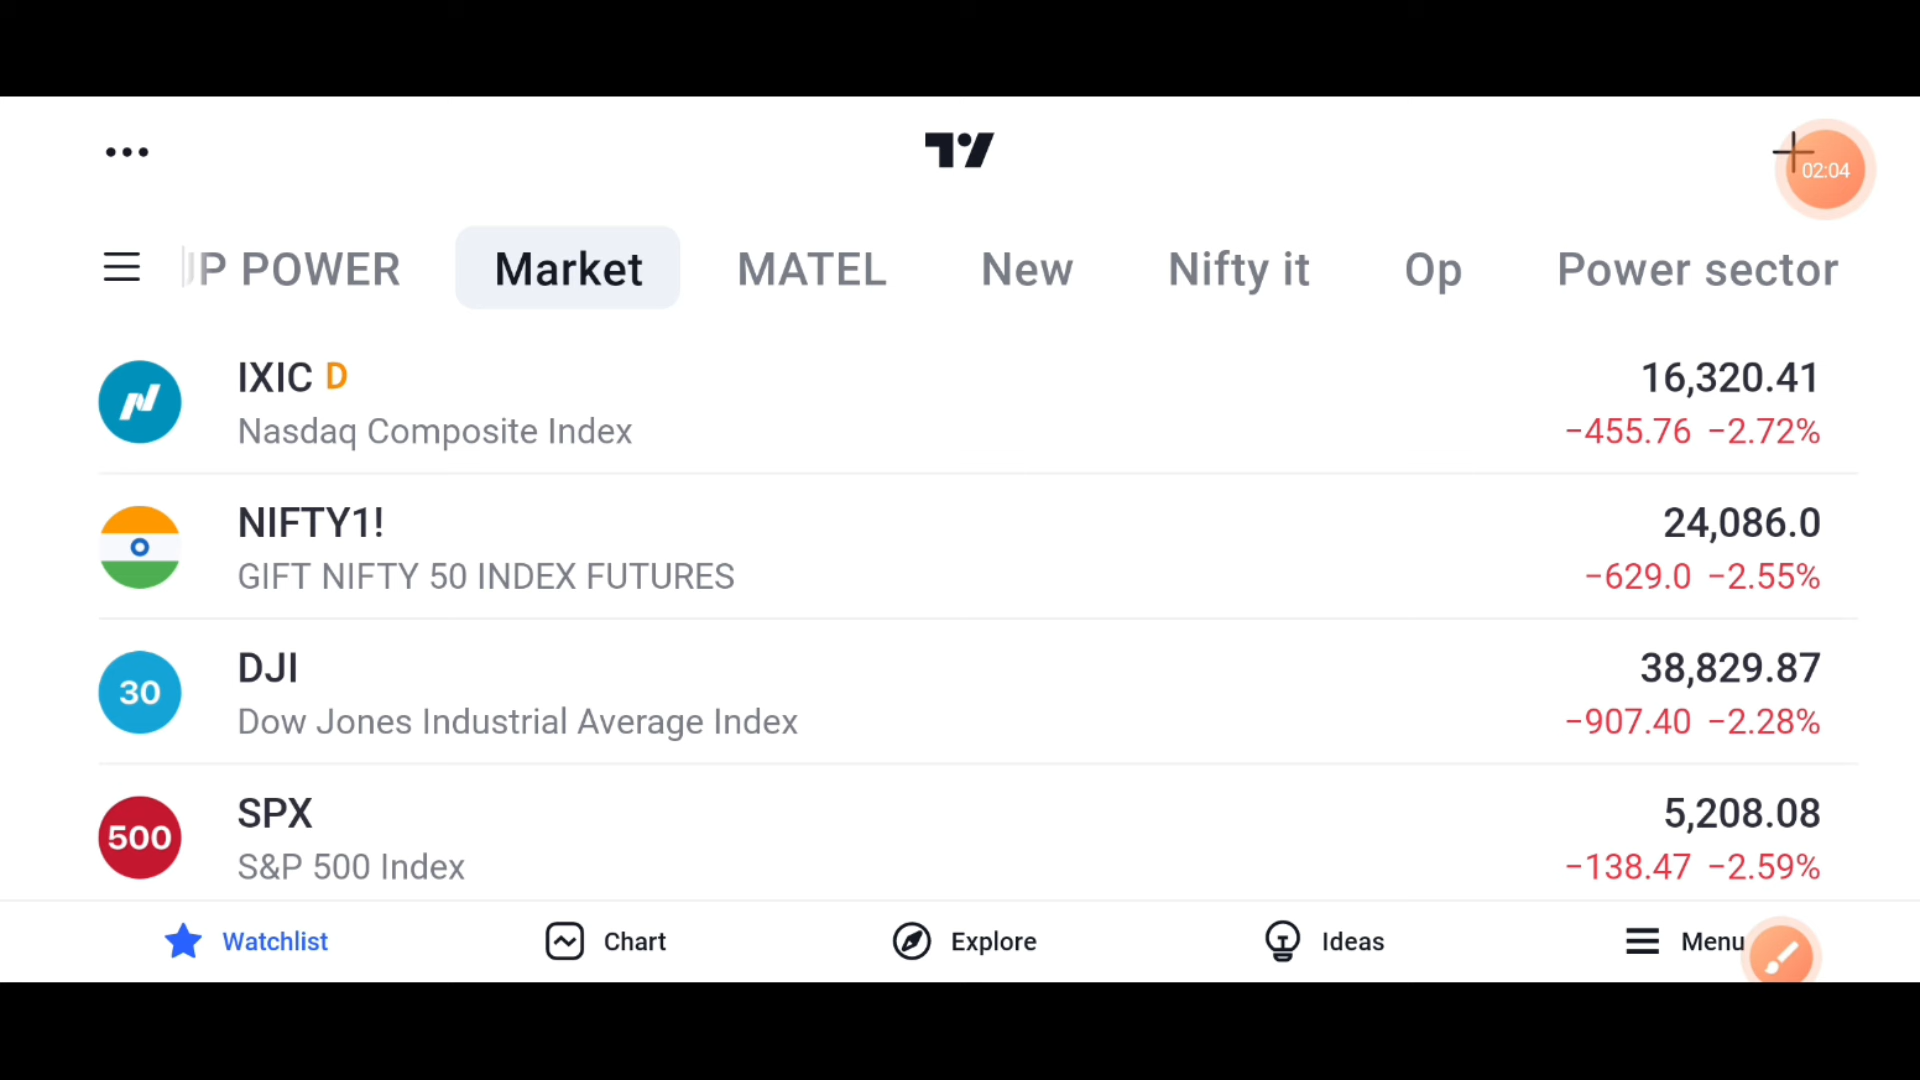 02:04
P POWER Market MATEL New Nifty it Op Power sector
IXIC D 16,320.41
Nasdaq Composite Index −455.76 −2.72%
NIFTY1! 24,086.0
GIFT NIFTY 50 INDEX FUTURES −629.0 −2.55%
30
DJI 38,829.87
Dow Jones Industrial Average Index −907.40 −2.28%
500
SPX 5,208.08
S&P 500 Index −138.47 −2.59%
Watchlist Chart Explore Ideas Menu